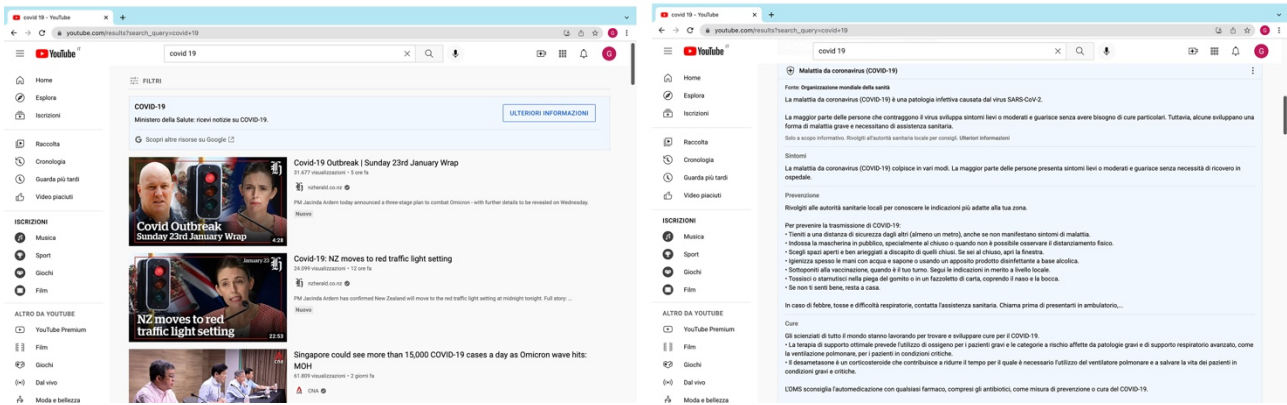 covid 19 - YouTube
youtube.com/results?search_query=covid+19
YouTube IT
covid 19
Home
Esplora
Iscrizioni
Raccolta
Cronologia
Guarda più tardi
Video piaciuti
ISCRIZIONI
Musica
Sport
Giochi
Film
ALTRO DA YOUTUBE
YouTube Premium
Film
Giochi
Dal vivo
Moda e bellezza
FILTRI
COVID-19
Ministero della Salute: ricevi notizie su COVID-19.
ULTERIORI INFORMAZIONI
Scopri altre risorse su Google
Covid Outbreak
Sunday 23rd January Wrap
4:28
Covid-19 Outbreak | Sunday 23rd January Wrap
31.677 visualizzazioni • 5 ore fa
nzherald.co.nz
PM Jacinda Ardern today announced a three-stage plan to combat Omicron - with further details to be revealed on Wednesday.
Nuovo
January 23
NZ moves to red
traffic light setting
22:53
Covid-19: NZ moves to red traffic light setting
24.099 visualizzazioni • 12 ore fa
nzherald.co.nz
PM Jacinda Ardern has confirmed New Zealand will move to the red traffic light setting at midnight tonight. Full story: ...
Nuovo
cna
Singapore could see more than 15,000 COVID-19 cases a day as Omicron wave hits:
MOH
61.809 visualizzazioni • 2 giorni fa
CNA
covid 19 - YouTube
youtube.com/results?search_query=covid+19
YouTube IT
covid 19
G
Home
Esplora
Iscrizioni
Raccolta
Cronologia
Guarda più tardi
Video piaciuti
ISCRIZIONI
Musica
Sport
Giochi
Film
ALTRO DA YOUTUBE
YouTube Premium
Film
Giochi
Dal vivo
Moda e bellezza
Malattia da coronavirus (COVID-19)
Fonte: Organizzazione mondiale della sanità
La malattia da coronavirus (COVID-19) è una patologia infettiva causata dal virus SARS-CoV-2.
La maggior parte delle persone che contraggono il virus sviluppa sintomi lievi o moderati e guarisce senza avere bisogno di cure particolari. Tuttavia, alcune sviluppano una
forma di malattia grave e necessitano di assistenza sanitaria.
Solo a scopo informativo. Rivolgiti all'autorità sanitaria locale per consigli. Ulteriori informazioni
Sintomi
La malattia da coronavirus (COVID-19) colpisce in vari modi. La maggior parte delle persone presenta sintomi lievi o moderati e guarisce senza necessità di ricovero in
ospedale.
Prevenzione
Rivolgiti alle autorità sanitarie locali per conoscere le indicazioni più adatte alla tua zona.
Per prevenire la trasmissione di COVID-19:
• Tieniti a una distanza di sicurezza dagli altri (almeno un metro), anche se non manifestano sintomi di malattia.
• Indossa la mascherina in pubblico, specialmente al chiuso o quando non è possibile osservare il distanziamento fisico.
• Scegli spazi aperti e ben arieggiati a discapito di quelli chiusi. Se sei al chiuso, apri la finestra.
• Igienizza spesso le mani con acqua e sapone o usando un apposito prodotto disinfettante a base alcolica.
• Sottoponiti alla vaccinazione, quando è il tuo turno. Segui le indicazioni in merito a livello locale.
• Tossisci o starnutisci nella piega del gomito o in un fazzoletto di carta, coprendo il naso e la bocca.
• Se non ti senti bene, resta a casa.
In caso di febbre, tosse e difficoltà respiratorie, contatta l'assistenza sanitaria. Chiama prima di presentarti in ambulatorio,...
Cure
Gli scienziati di tutto il mondo stanno lavorando per trovare e sviluppare cure per il COVID-19.
• La terapia di supporto ottimale prevede l'utilizzo di ossigeno per i pazienti gravi e le categorie a rischio affette da patologie gravi e di supporto respiratorio avanzato, come
la ventilazione polmonare, per i pazienti in condizioni critiche.
• Il desametasone è un corticosteroide che contribuisce a ridurre il tempo per il quale è necessario l'utilizzo del ventilatore polmonare e a salvare la vita dei pazienti in
condizioni gravi e critiche.
L'OMS sconsiglia l'automedicazione con qualsiasi farmaco, compresi gli antibiotici, come misura di prevenzione o cura del COVID-19.